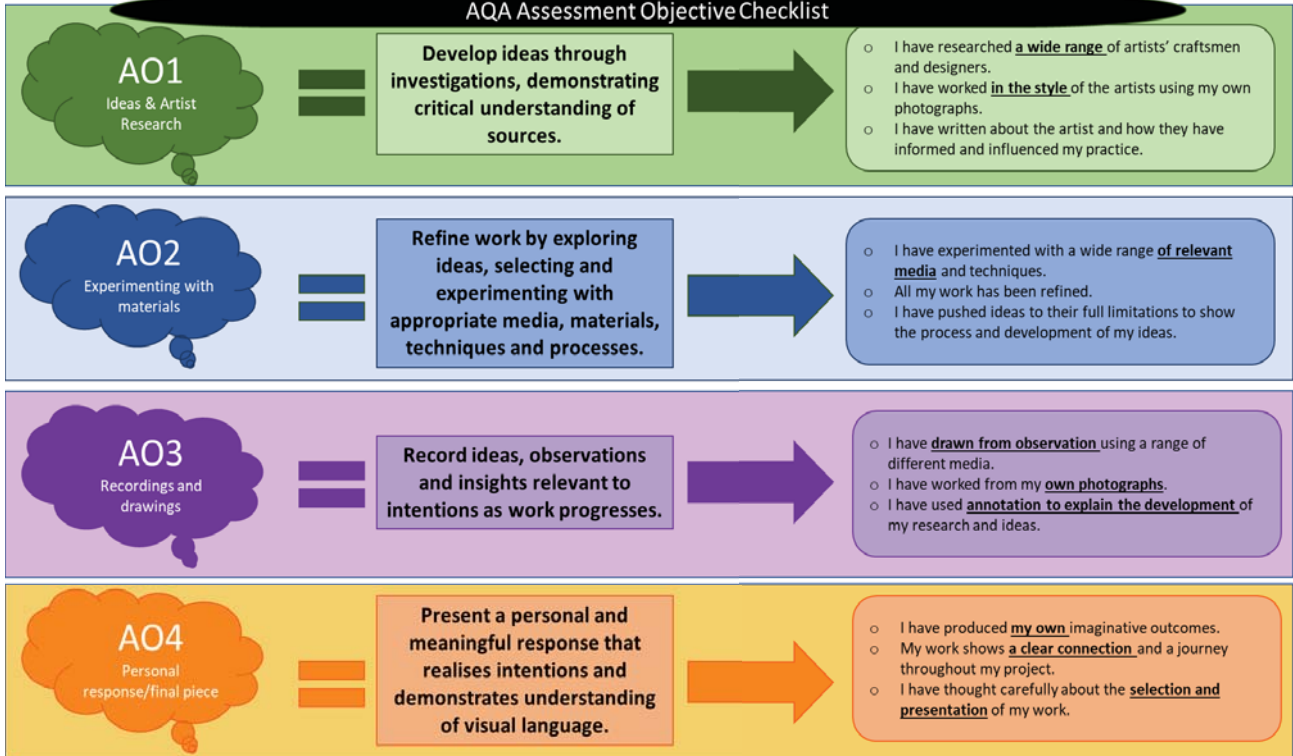 AQA Assessment Objective Checklist
AO1
Ideas & Artist
Research
Develop ideas through
investigations, demonstrating
critical understanding of
sources.
o I have researched a wide range of artists’ craftsmen
and designers.
o I have worked in the style of the artists using my own
photographs.
o I have written about the artist and how they have
informed and influenced my practice.
AO2
Experimenting with
materials
Refine work by exploring
ideas, selecting and
experimenting with
appropriate media, materials,
techniques and processes.
o I have experimented with a wide range of relevant
media and techniques.
o All my work has been refined.
o I have pushed ideas to their full limitations to show
the process and development of my ideas.
AO3
Recordings and
drawings
Record ideas, observations
and insights relevant to
intentions as work progresses.
o I have drawn from observation using a range of
different media.
o I have worked from my own photographs.
o I have used annotation to explain the development of
my research and ideas.
AO4
Personal
response/final piece
Present a personal and
meaningful response that
realises intentions and
demonstrates understanding
of visual language.
o I have produced my own imaginative outcomes.
o My work shows a clear connection and a journey
throughout my project.
o I have thought carefully about the selection and
presentation of my work.